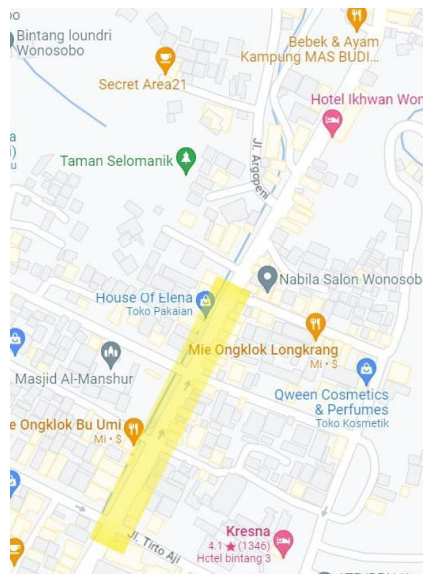 Bintang loundri
Wonosobo
Secret Area21
Bebek & Ayam
Kampung MAS BUDI...
Hotel Ikhwan Won
Jl. Argopeni
Taman Selomanik
Nabila Salon Wonosob
House Of Elena
Toko Pakaian
Mie Ongklok Longkrang
Mi • $
Masjid Al-Manshur
Qween Cosmetics
& Perfumes
Toko Kosmetik
e Ongklok Bu Umi
Mi • $
Jl. Tirto Aji
Kresna
4.1 ★ (1346)
Hotel bintang 3